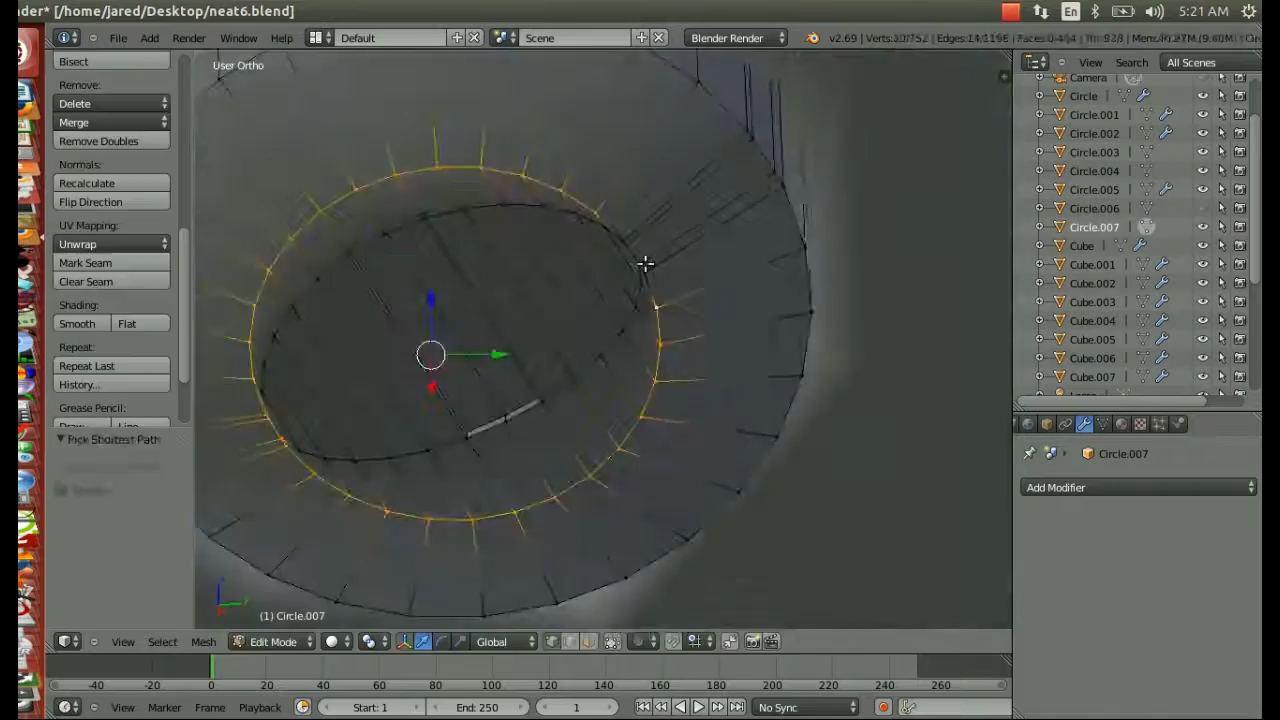 der* [/home/jared/Desktop/neat6.blend]
En
5:21 AM
File Add Render Window Help
Default
Scene
Blender Render
v2.69 | Verts:30/752 | Edges:
User Ortho
View Search All Scenes
Bisect
Remove:
Delete
Merge
Remove Doubles
Normals:
Recalculate
Flip Direction
UV Mapping:
Unwrap
Mark Seam
Clear Seam
Shading:
Smooth Flat
Repeat:
Repeat Last
History...
Grease Pencil:
Pick Shortest Path
Camera
Circle
Circle.001
Circle.002
Circle.003
Circle.004
Circle.005
Circle.006
Circle.007
Cube
Cube.001
Cube.002
Cube.003
Cube.004
Cube.005
Cube.006
Cube.007
Circle.007
Add Modifier
(1) Circle.007
View Select Mesh Edit Mode Global
-40 -20 0 20 40 60 80 100 120 140 160 180 200 220 240 260
View Marker Frame Playback Start: 1 End: 250 1 No Sync